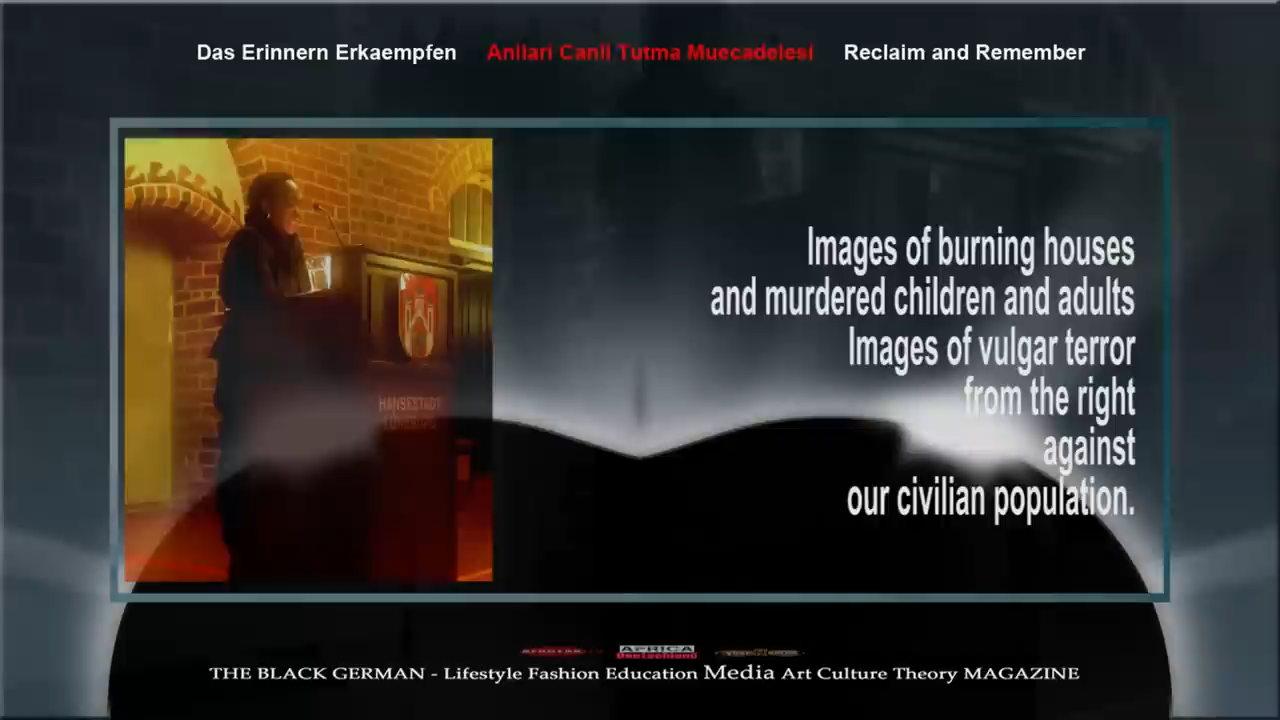 Das Erinnern Erkaempfen Anilari Canli Tutma Muecadelesi Reclaim and Remember
Images of burning houses
and murdered children and adults
Images of vulgar terror
from the right
against
our civilian population.
HANSESTADT
AFRICA
THE BLACK GERMAN - Lifestyle Fashion Education Media Art Culture Theory MAGAZINE